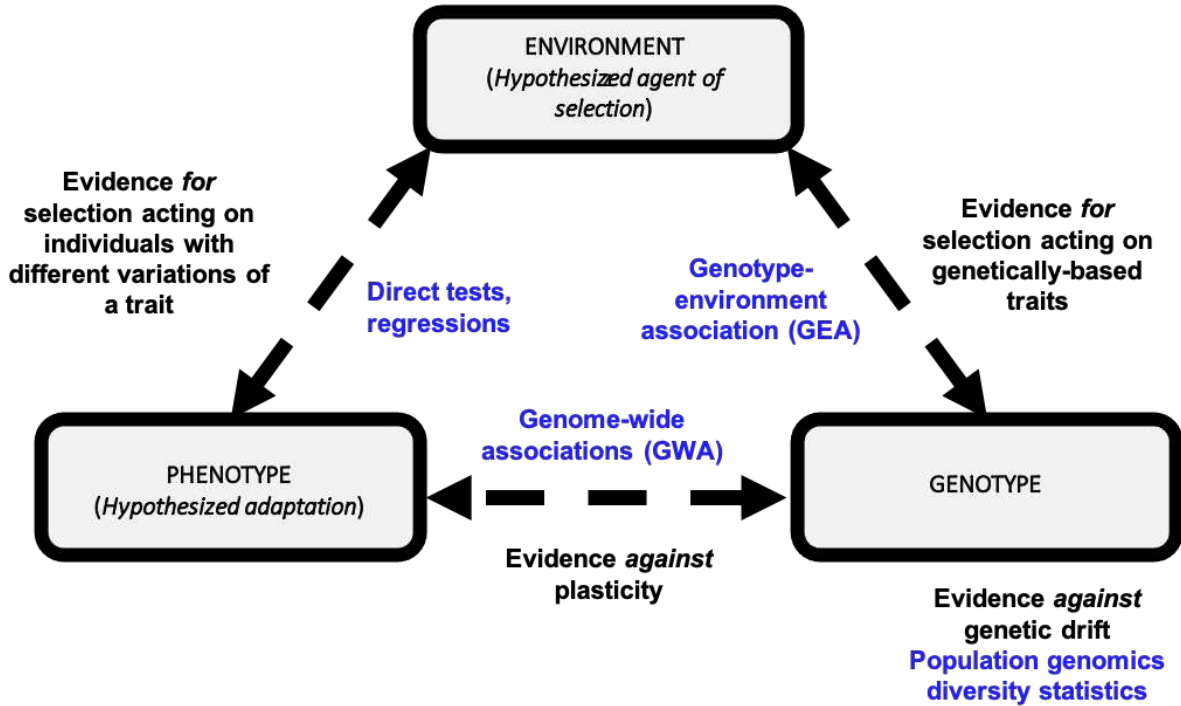 ENVIRONMENT
(Hypothesized agent of
selection)
Evidence for
selection acting on
individuals with
different variations of
a trait
Direct tests,
regressions
Genotype-
environment
association (GEA)
Evidence for
selection acting on
genetically-based
traits
PHENOTYPE
(Hypothesized adaptation)
Genome-wide
associations (GWA)
Evidence against
plasticity
GENOTYPE
Evidence against
genetic drift
Population genomics
diversity statistics